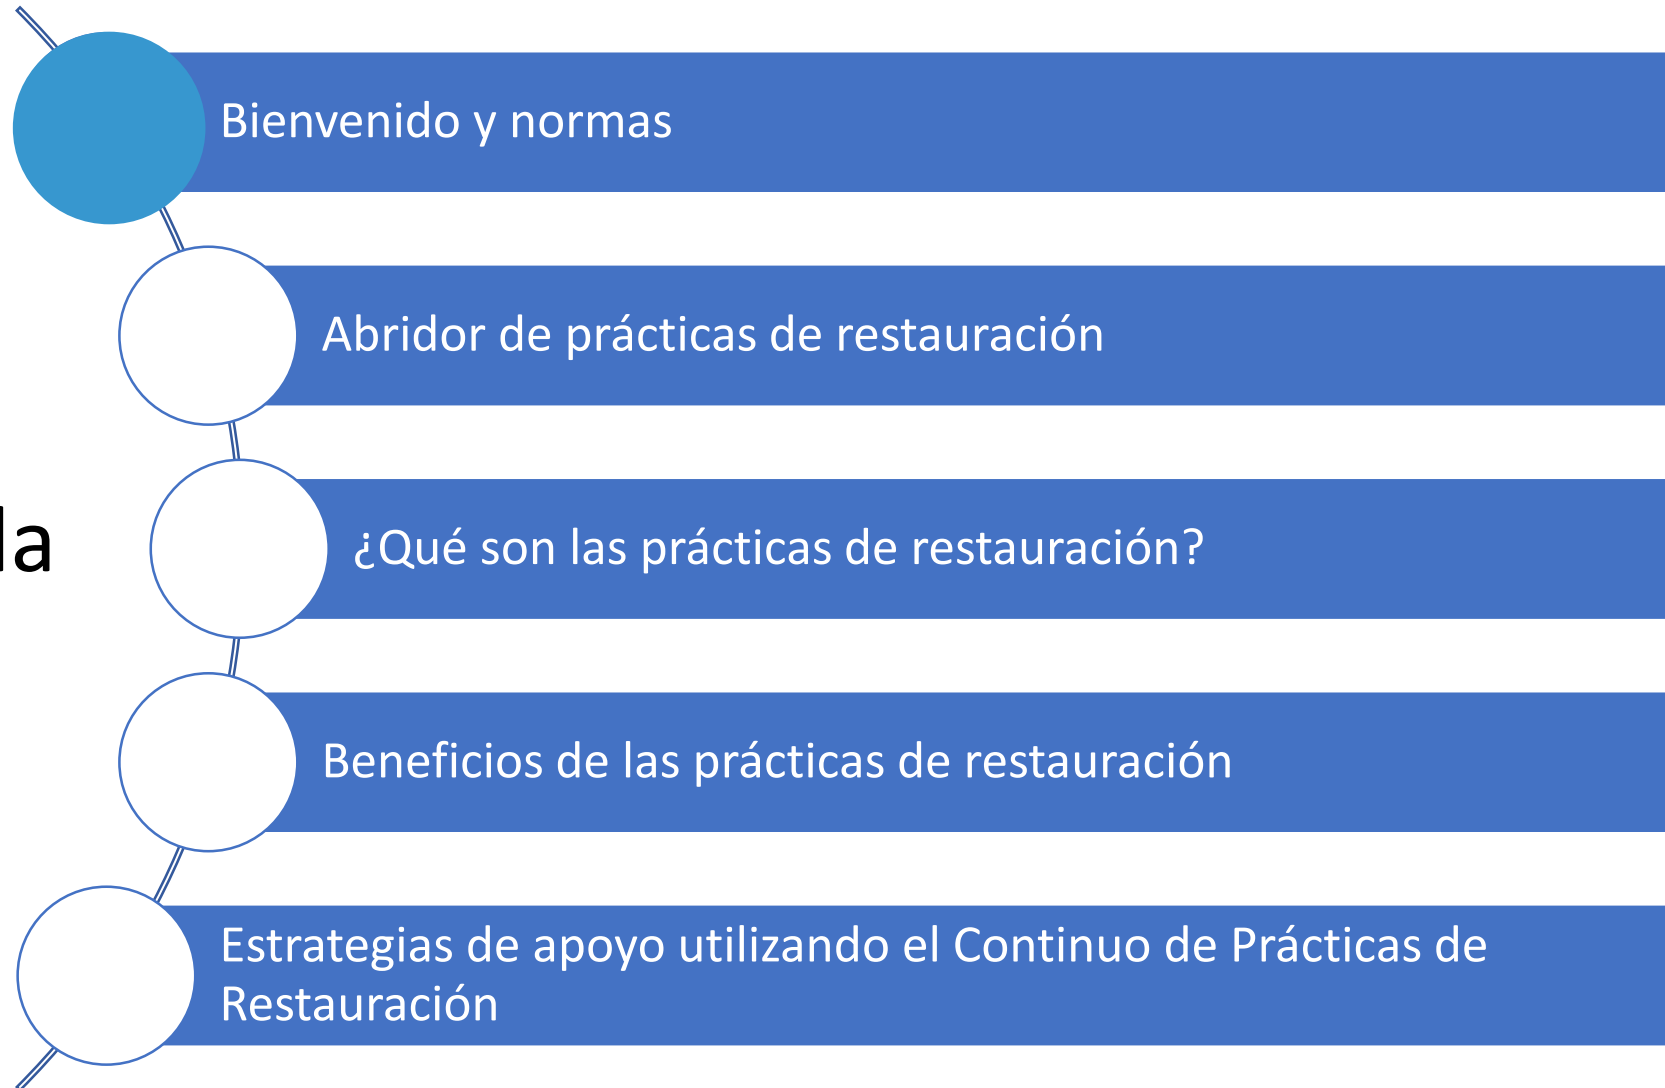 Bienvenido y normas
Abridor de prácticas de restauración
¿Qué son las prácticas de restauración?
Beneficios de las prácticas de restauración
Estrategias de apoyo utilizando el Continuo de Prácticas de
Restauración